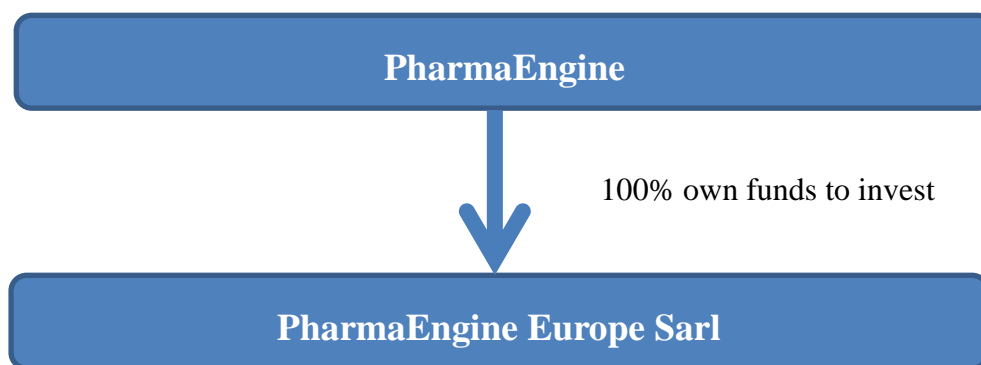 PharmaEngine
100% own funds to invest
PharmaEngine Europe Sarl